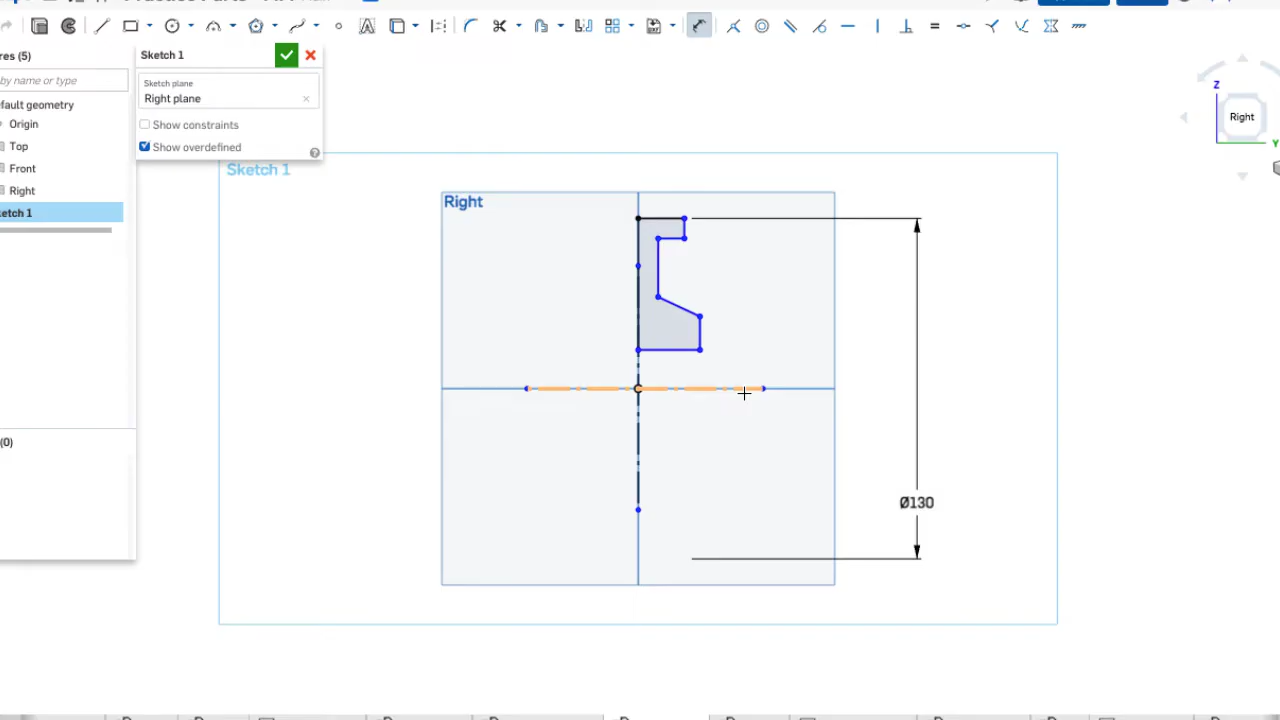 res (5)
Sketch 1
by name or type
Sketch plane
Right plane
efault geometry
Show constraints
Origin
Show overdefined
Top
Front
Right
etch 1
(0)
Sketch 1
Right
Ø130
Z
Right
Y